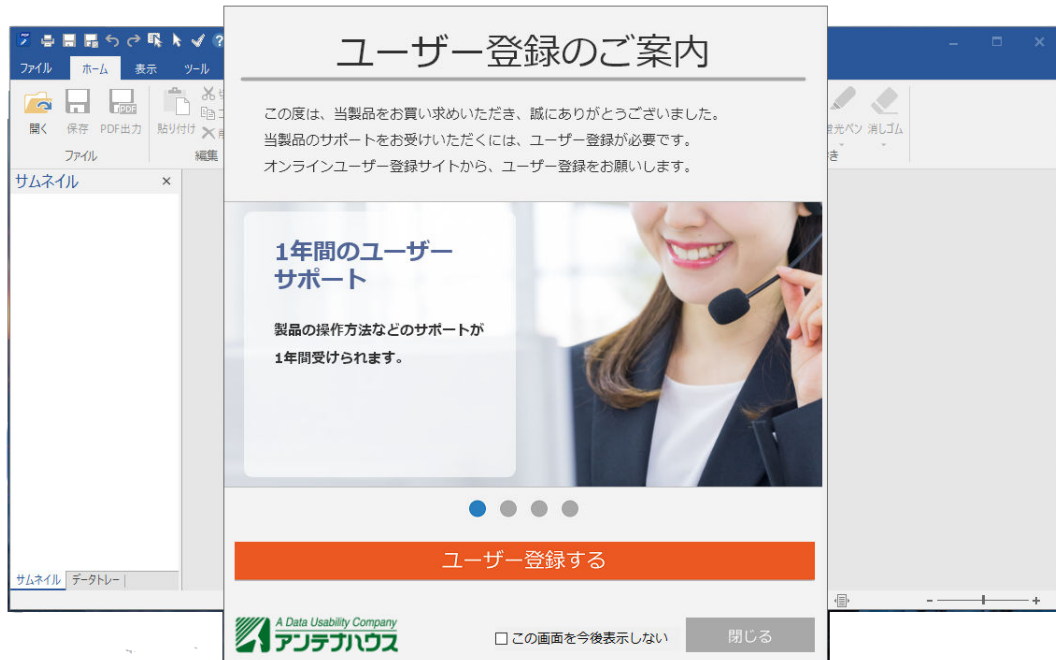 ユーザー登録のご案内
この度は、当製品をお買い求めいただき、誠にありがとうございました。
当製品のサポートをお受けいただくには、ユーザー登録が必要です。
オンラインユーザー登録サイトから、ユーザー登録をお願いします。
1年間のユーザー
サポート
製品の操作方法などのサポートが
1年間受けられます。
ユーザー登録する
A Data Usability Company
アンテナハウス
この画面を今後表示しない
閉じる
ファイル ホーム 表示 ツール
開く 保存 PDF出力 貼り付け
ファイル 編集
光ペン 消しゴム
サムネイル ×
サムネイル データトレー